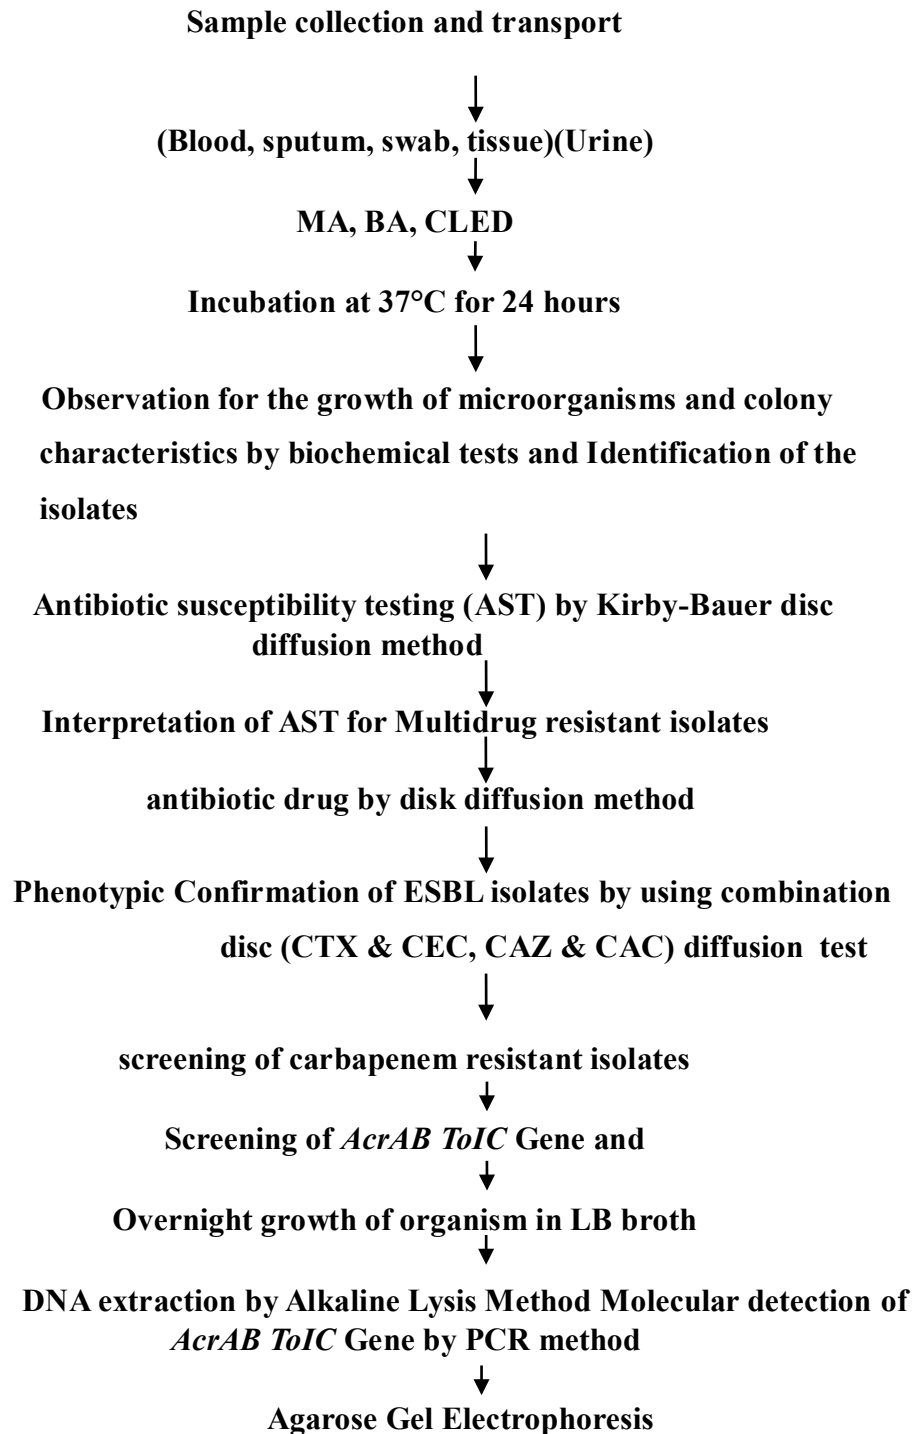 Sample collection and transport
(Blood, sputum, swab, tissue)(Urine)
MA, BA, CLED
Incubation at 37°C for 24 hours
Observation for the growth of microorganisms and colony
characteristics by biochemical tests and Identification of the
isolates
Antibiotic susceptibility testing (AST) by Kirby-Bauer disc
diffusion method
Interpretation of AST for Multidrug resistant isolates
antibiotic drug by disk diffusion method
Phenotypic Confirmation of ESBL isolates by using combination
disc (CTX & CEC, CAZ & CAC) diffusion test
screening of carbapenem resistant isolates
Screening of AcrAB ToIC Gene and
Overnight growth of organism in LB broth
DNA extraction by Alkaline Lysis Method Molecular detection of
AcrAB ToIC Gene by PCR method
Agarose Gel Electrophoresis